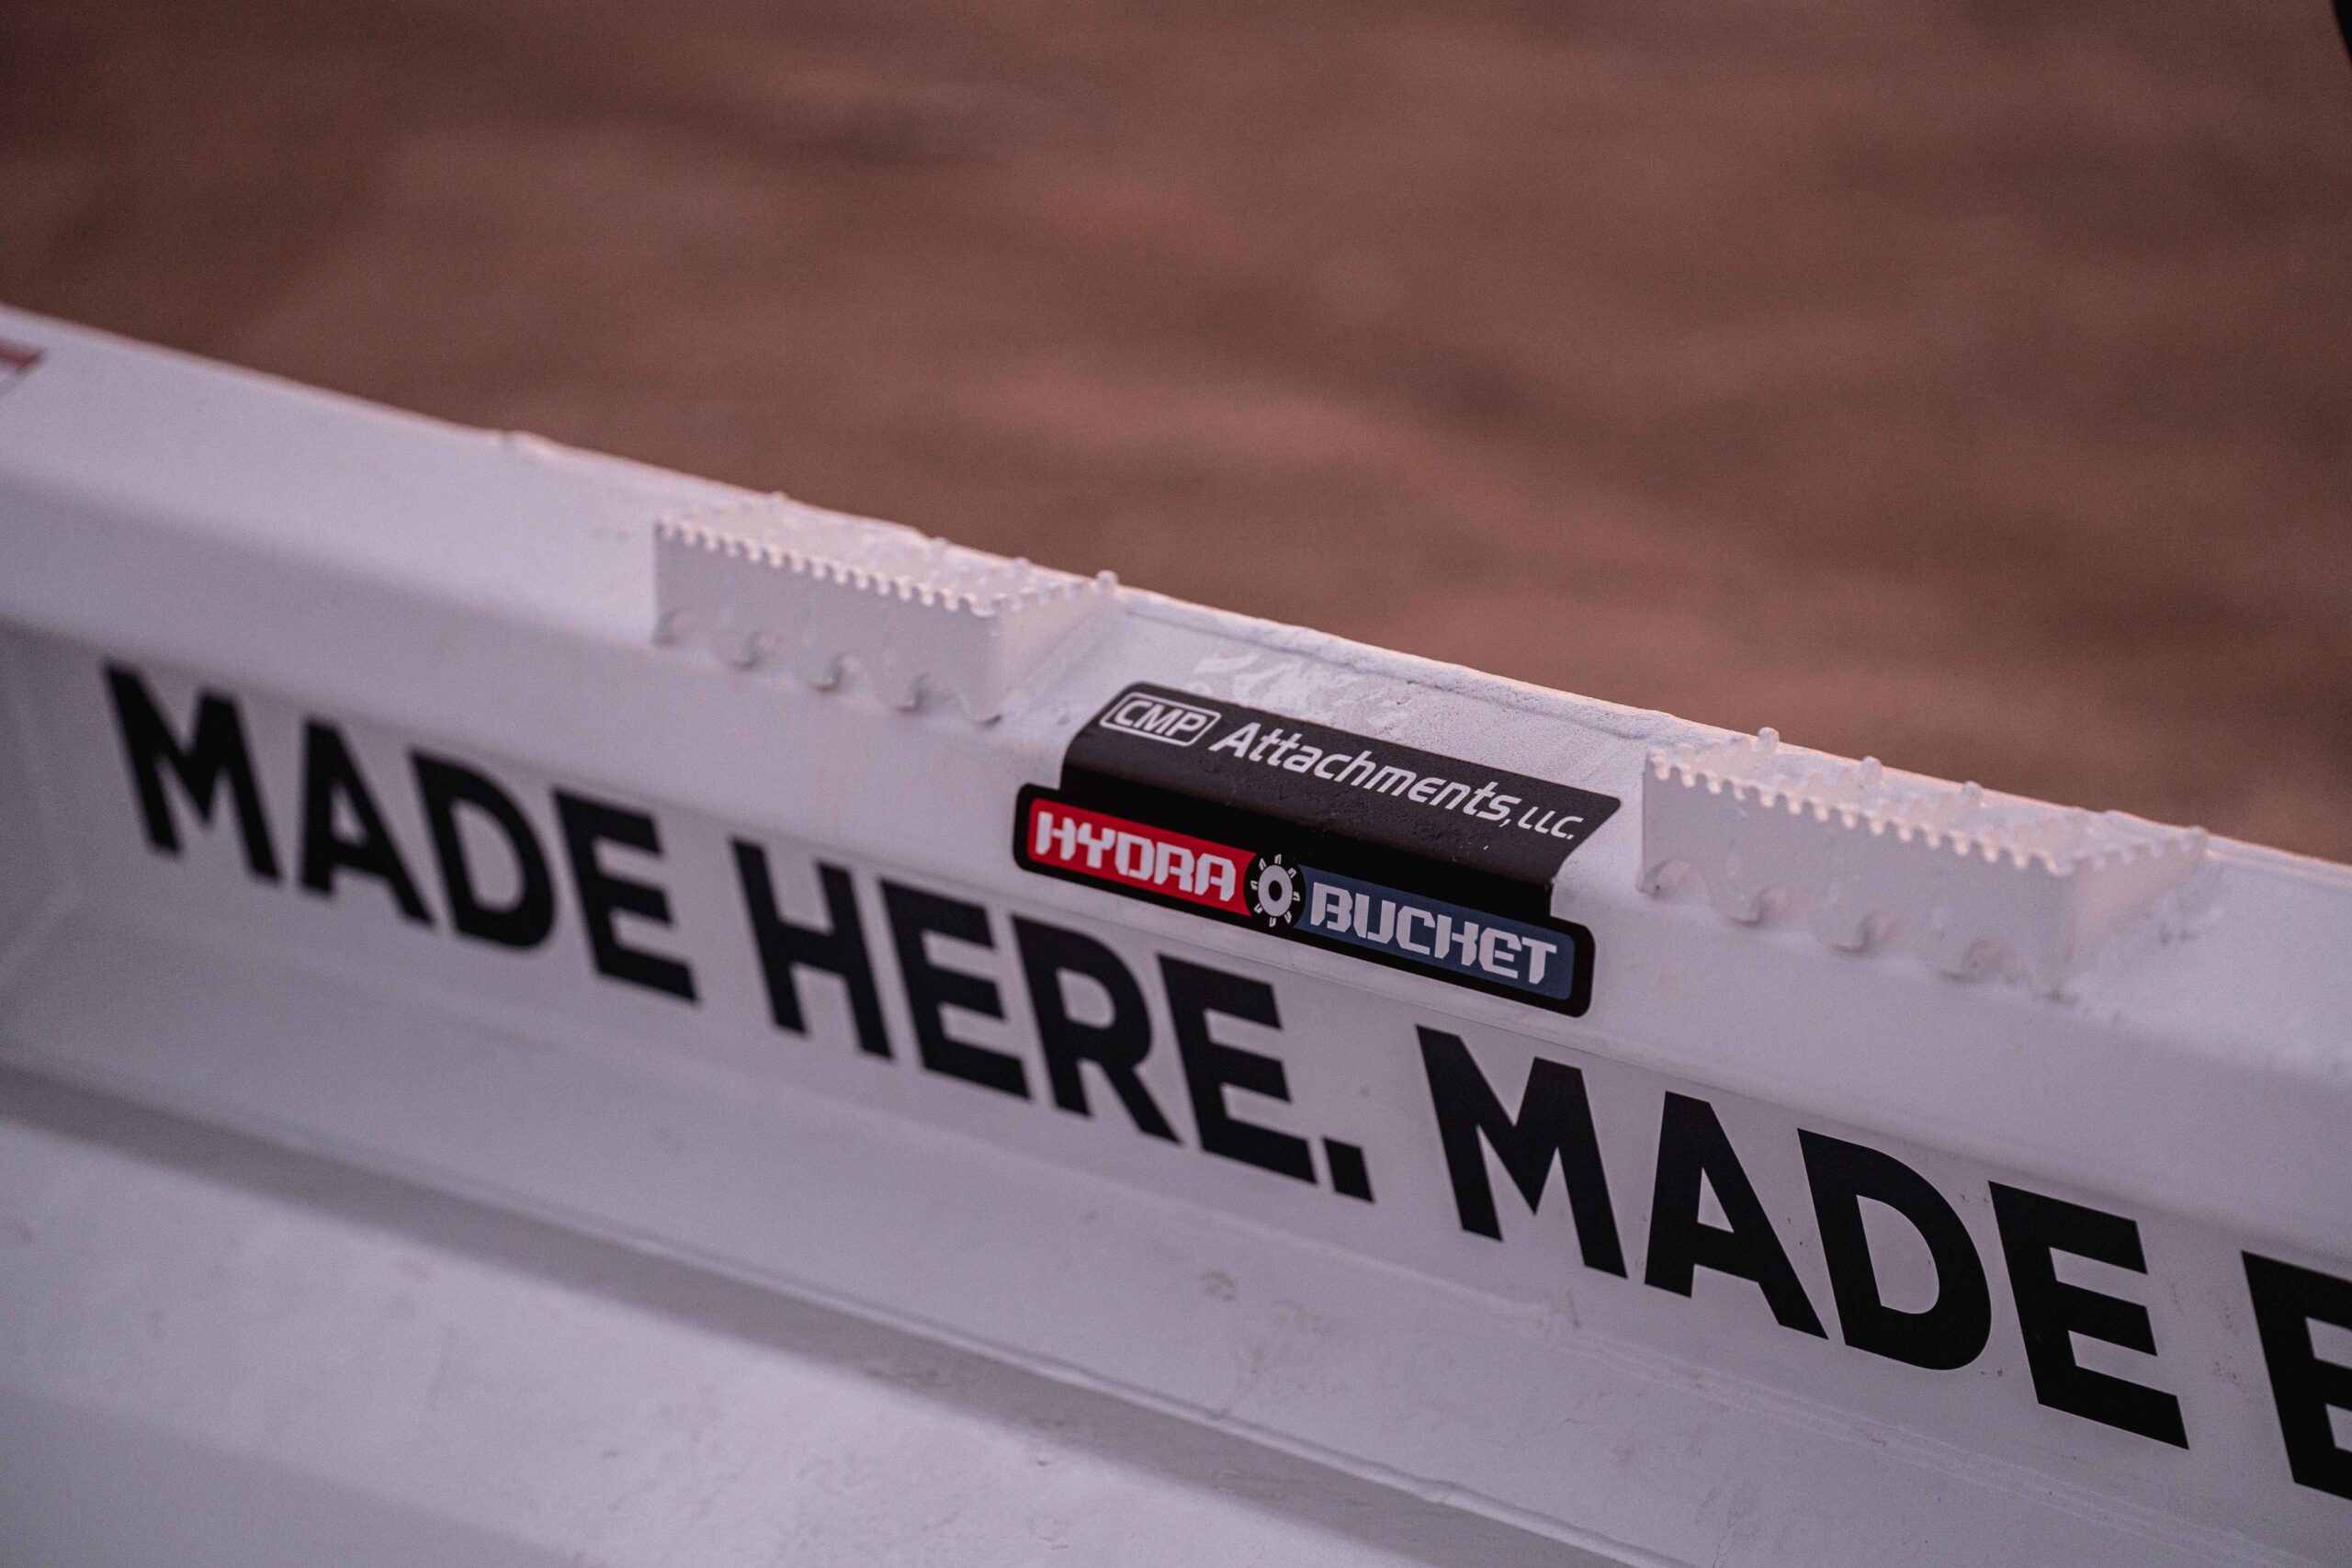 CMP Attachments, LLC.
HYDRA BUCKET
MADE HERE. MADE